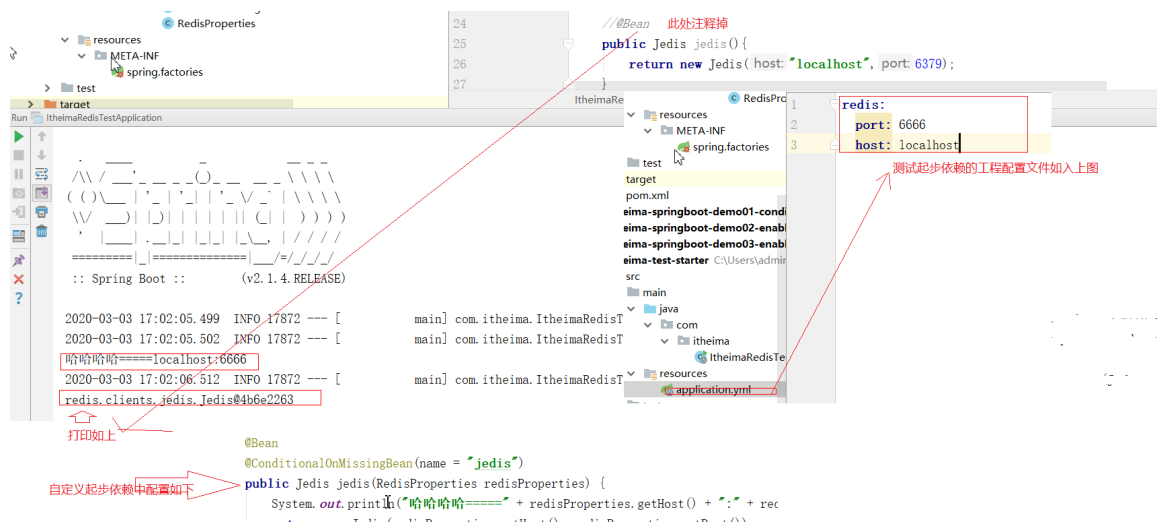 RedisProperties
resources
META-INF
spring.factories
test
target
24 //@Bean 此处注释掉
25 public Jedis jedis(){
26 return new Jedis( host: "localhost", port: 6379);
27 }
Run ItheimaRedisTestApplication
:: Spring Boot :: (v2.1.4.RELEASE)
2020-03-03 17:02:05.499 INFO 17872 --- [ main] com.itheima.ItheimaRedisT
2020-03-03 17:02:05.502 INFO 17872 --- [ main] com.itheima.ItheimaRedisT
哈哈哈哈=====localhost:6666
2020-03-03 17:02:06.512 INFO 17872 --- [ main] com.itheima.ItheimaRedisT
redis.clients.jedis.Jedis@4b6e2263
打印如上
ItheimaRe
RedisPro
resources
META-INF
spring.factories
test
target
pom.xml
eima-springboot-demo01-condi
eima-springboot-demo02-enabl
eima-springboot-demo03-enabl
eima-test-starter C:\Users\admin
src
main
java
com
itheima
ItheimaRedisTe
resources
application.yml
1 redis:
2 port: 6666
3 host: localhost
测试起步依赖的工程配置文件如入上图
自定义起步依赖中配置如下
@Bean
@ConditionalOnMissingBean(name = "jedis")
public Jedis jedis(RedisProperties redisProperties) {
System.out.println("哈哈哈哈=====" + redisProperties.getHost() + ":" + red